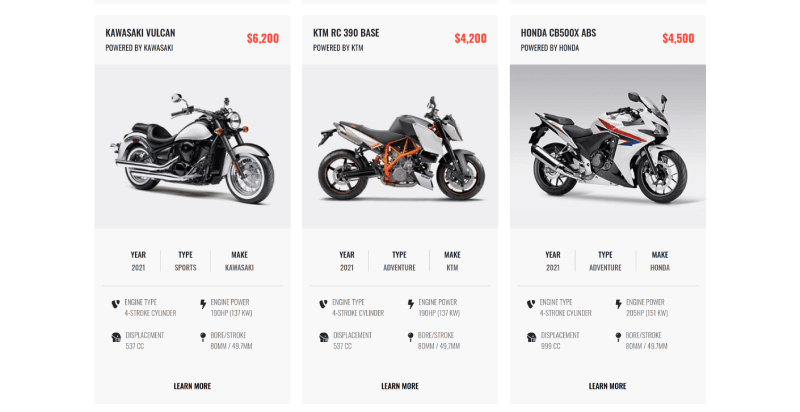 KAWASAKI VULCAN
POWERED BY KAWASAKI
$6,200
YEAR
2021
TYPE
SPORTS
MAKE
KAWASAKI
ENGINE TYPE
4-STROKE CYLINDER
ENGINE POWER
190HP (137 KW)
DISPLACEMENT
537 CC
BORE/STROKE
80MM / 49.7MM
LEARN MORE
KTM RC 390 BASE
POWERED BY KTM
$4,200
YEAR
2021
TYPE
ADVENTURE
MAKE
KTM
ENGINE TYPE
4-STROKE CYLINDER
ENGINE POWER
190HP (137 KW)
DISPLACEMENT
537 CC
BORE/STROKE
80MM / 49.7MM
LEARN MORE
HONDA CB500X ABS
POWERED BY HONDA
$4,500
YEAR
2021
TYPE
ADVENTURE
MAKE
HONDA
ENGINE TYPE
4-STROKE CYLINDER
ENGINE POWER
205HP (151 KW)
DISPLACEMENT
999 CC
BORE/STROKE
80MM / 49.7MM
LEARN MORE